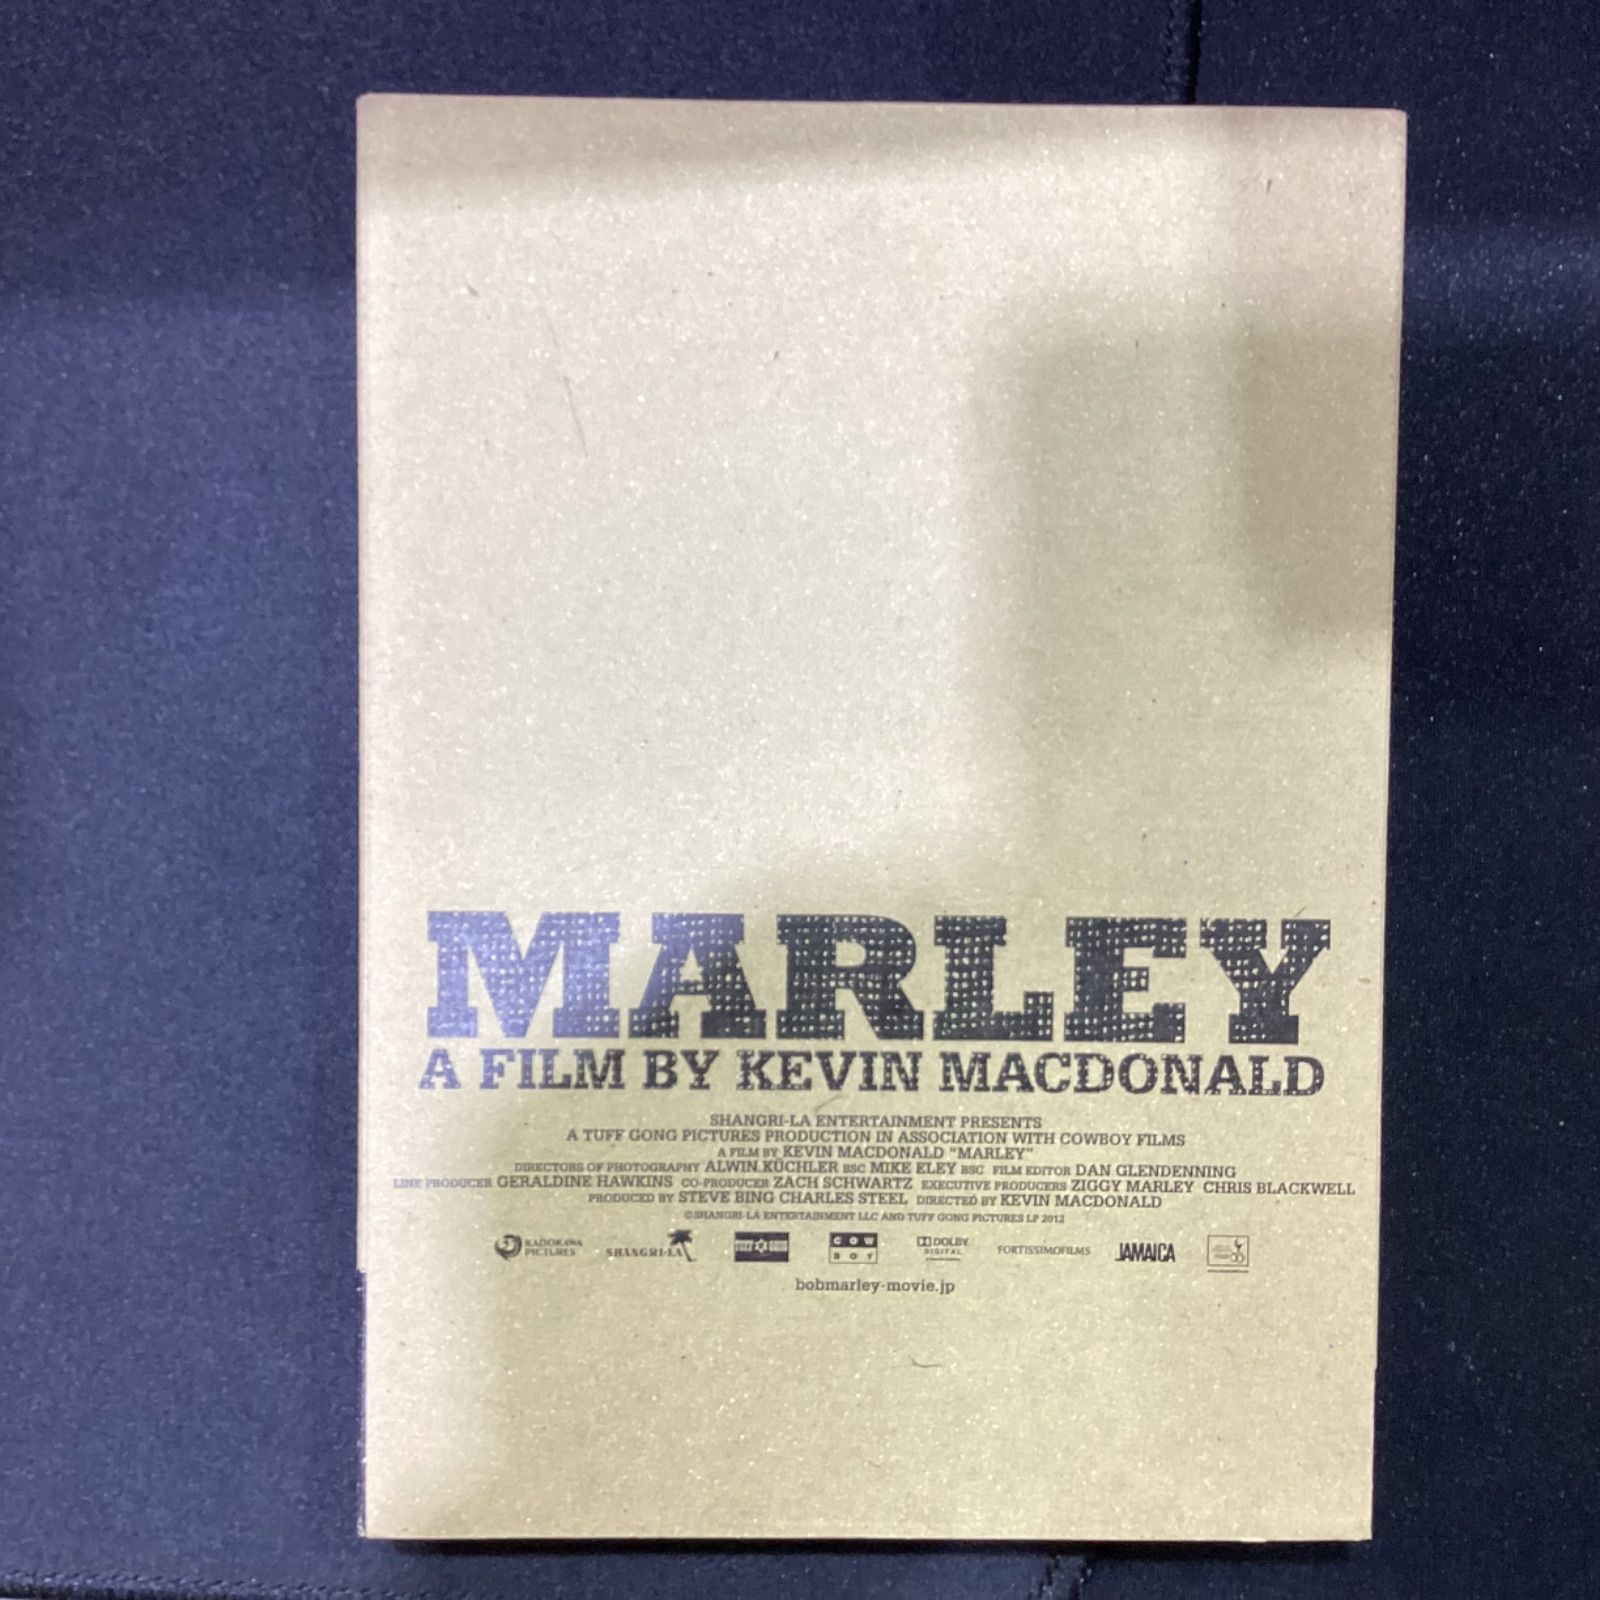 MARLEY
A FILM BY KEVIN MACDONALD
SHANGRI-LA ENTERTAINMENT PRESENTS
A TUFF GONG PICTURES PRODUCTION IN ASSOCIATION WITH COWBOY FILMS
A FILM BY KEVIN MACDONALD "MARLEY"
DIRECTORS OF PHOTOGRAPHY ALWIN KÜCHLER BSC MIKE ELEY BSC FILM EDITOR DAN GLENDENNING
LINE PRODUCER GERALDINE HAWKINS CO-PRODUCER ZACH SCHWARTZ EXECUTIVE PRODUCERS ZIGGY MARLEY CHRIS BLACKWELL
PRODUCED BY STEVE BING CHARLES STEEL DIRECTED BY KEVIN MACDONALD
©SHANGRI-LA ENTERTAINMENT LLC AND TUFF GONG PICTURES LP 2012
KADOKAWA PICTURES SHANGRI-LA TUFF GONG COW BOY DOLBY DIGITAL FORTISSIMOFILMS JAMAICA
bobmarley-movie.jp